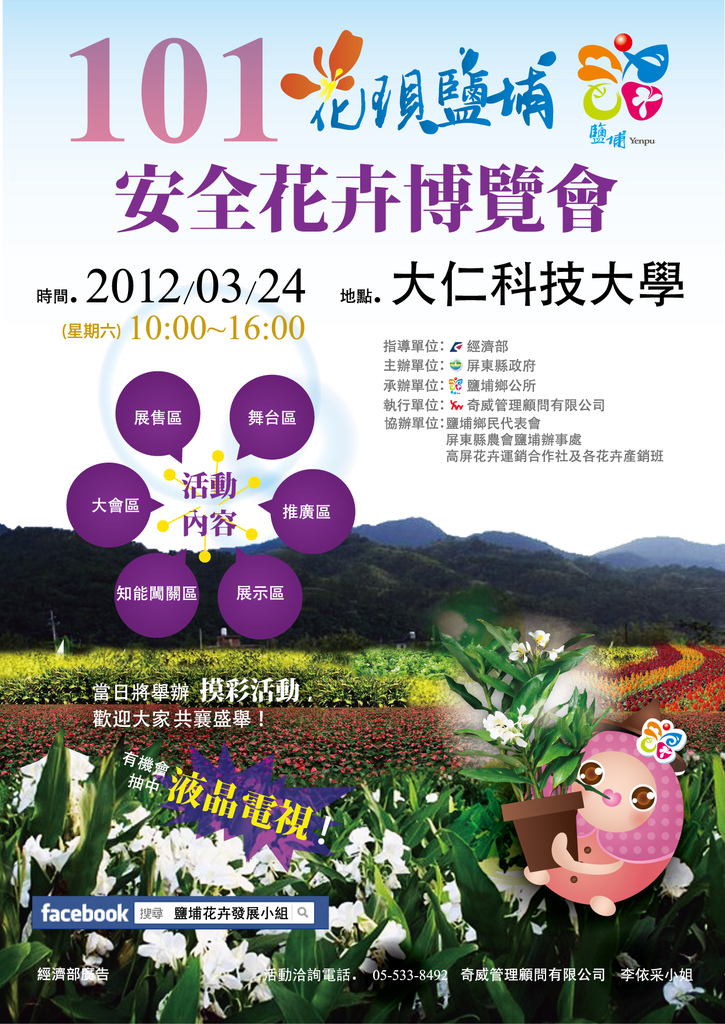 101 花現鹽埔
鹽埔 Yenpu
安全花卉博覽會
時間. 2012/03/24 地點. 大仁科技大學
(星期六) 10:00~16:00
指導單位： 經濟部
主辦單位： 屏東縣政府
承辦單位： 鹽埔鄉公所
執行單位： 奇威管理顧問有限公司
協辦單位：鹽埔鄉民代表會
屏東縣農會鹽埔辦事處
高屏花卉運銷合作社及各花卉產銷班
展售區
舞台區
大會區
活動
內容
推廣區
知能闖關區
展示區
當日將舉辦 摸彩活動，
歡迎大家共襄盛舉！
有機會
抽中 液晶電視！
facebook 搜尋 鹽埔花卉發展小組
經濟部廣告 活動洽詢電話. 05-533-8492 奇威管理顧問有限公司 李依采小姐